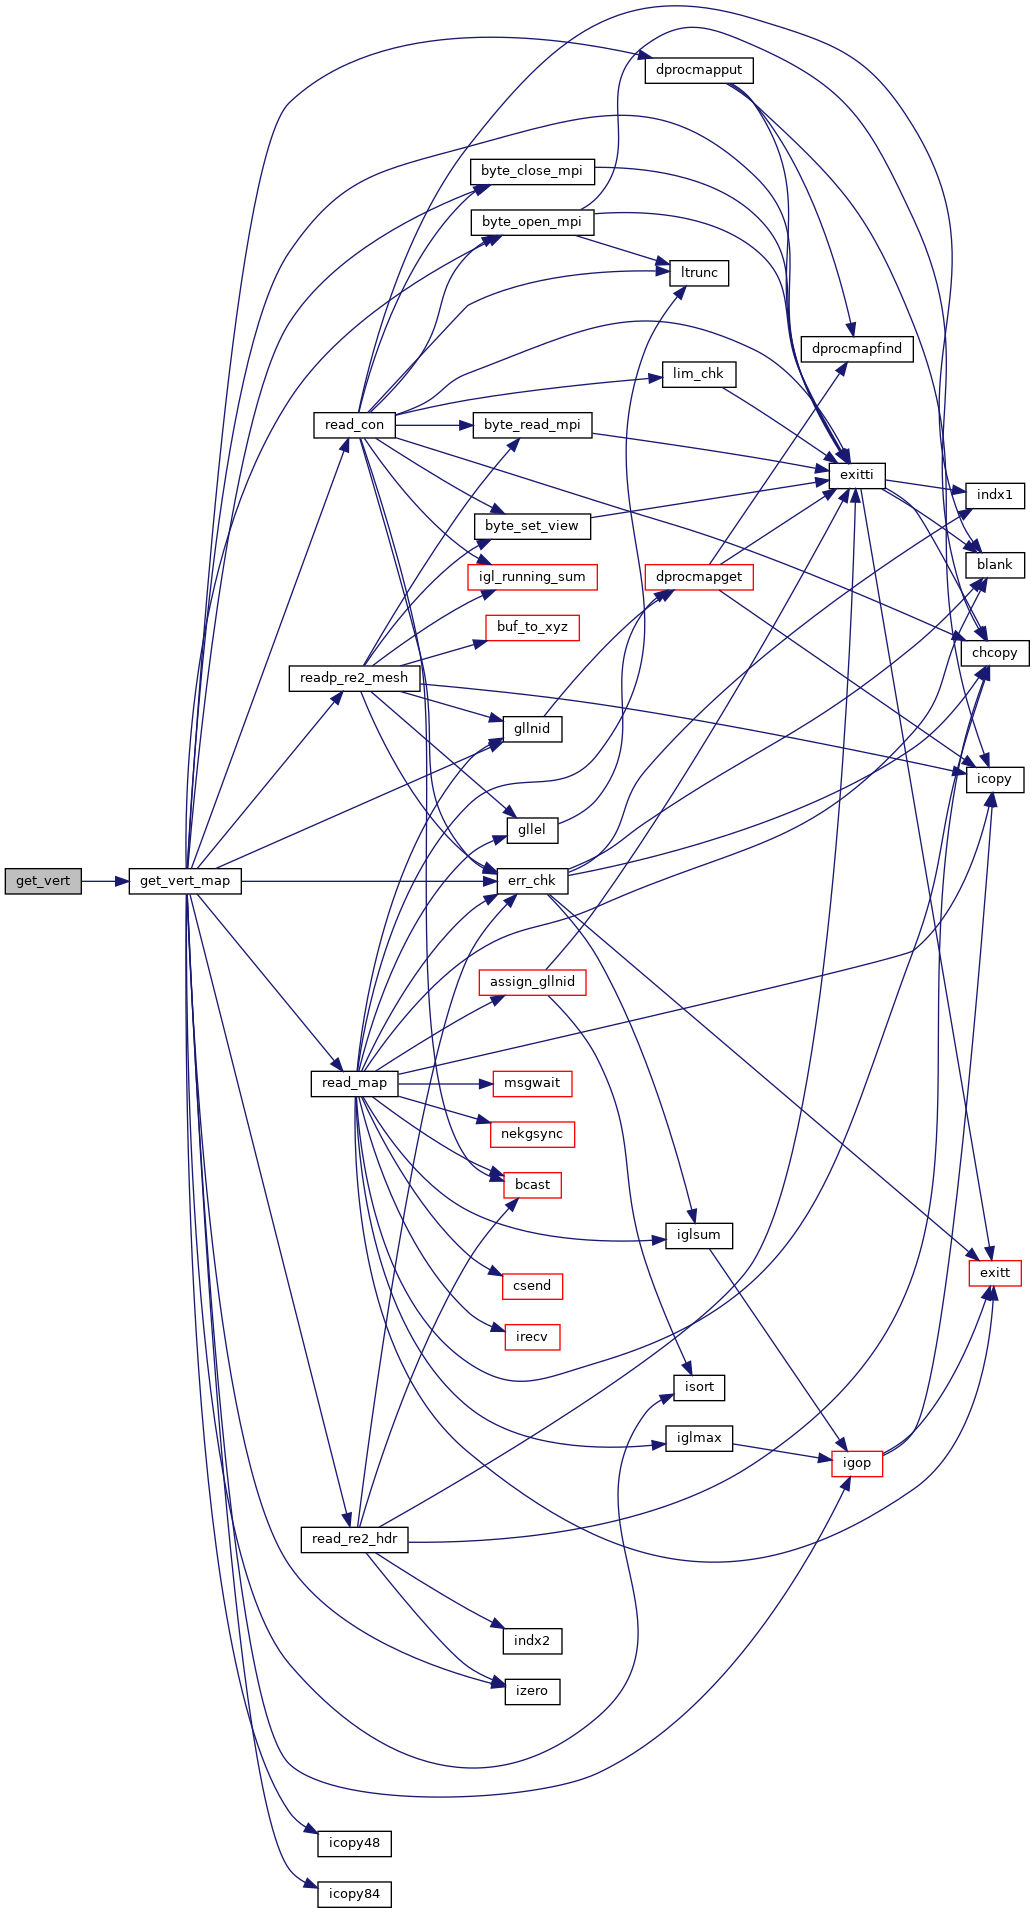 dprocmapput
byte_close_mpi
byte_open_mpi
ltrunc
dprocmapfind
lim_chk
read_con
byte_read_mpi
exitti
indx1
byte_set_view
blank
igl_running_sum
dprocmapget
buf_to_xyz
chcopy
readp_re2_mesh
gllnid
icopy
gllel
get_vert
get_vert_map
err_chk
assign_gllnid
read_map
msgwait
nekgsync
bcast
iglsum
exitt
csend
irecv
isort
iglmax
igop
read_re2_hdr
indx2
izero
icopy48
icopy84